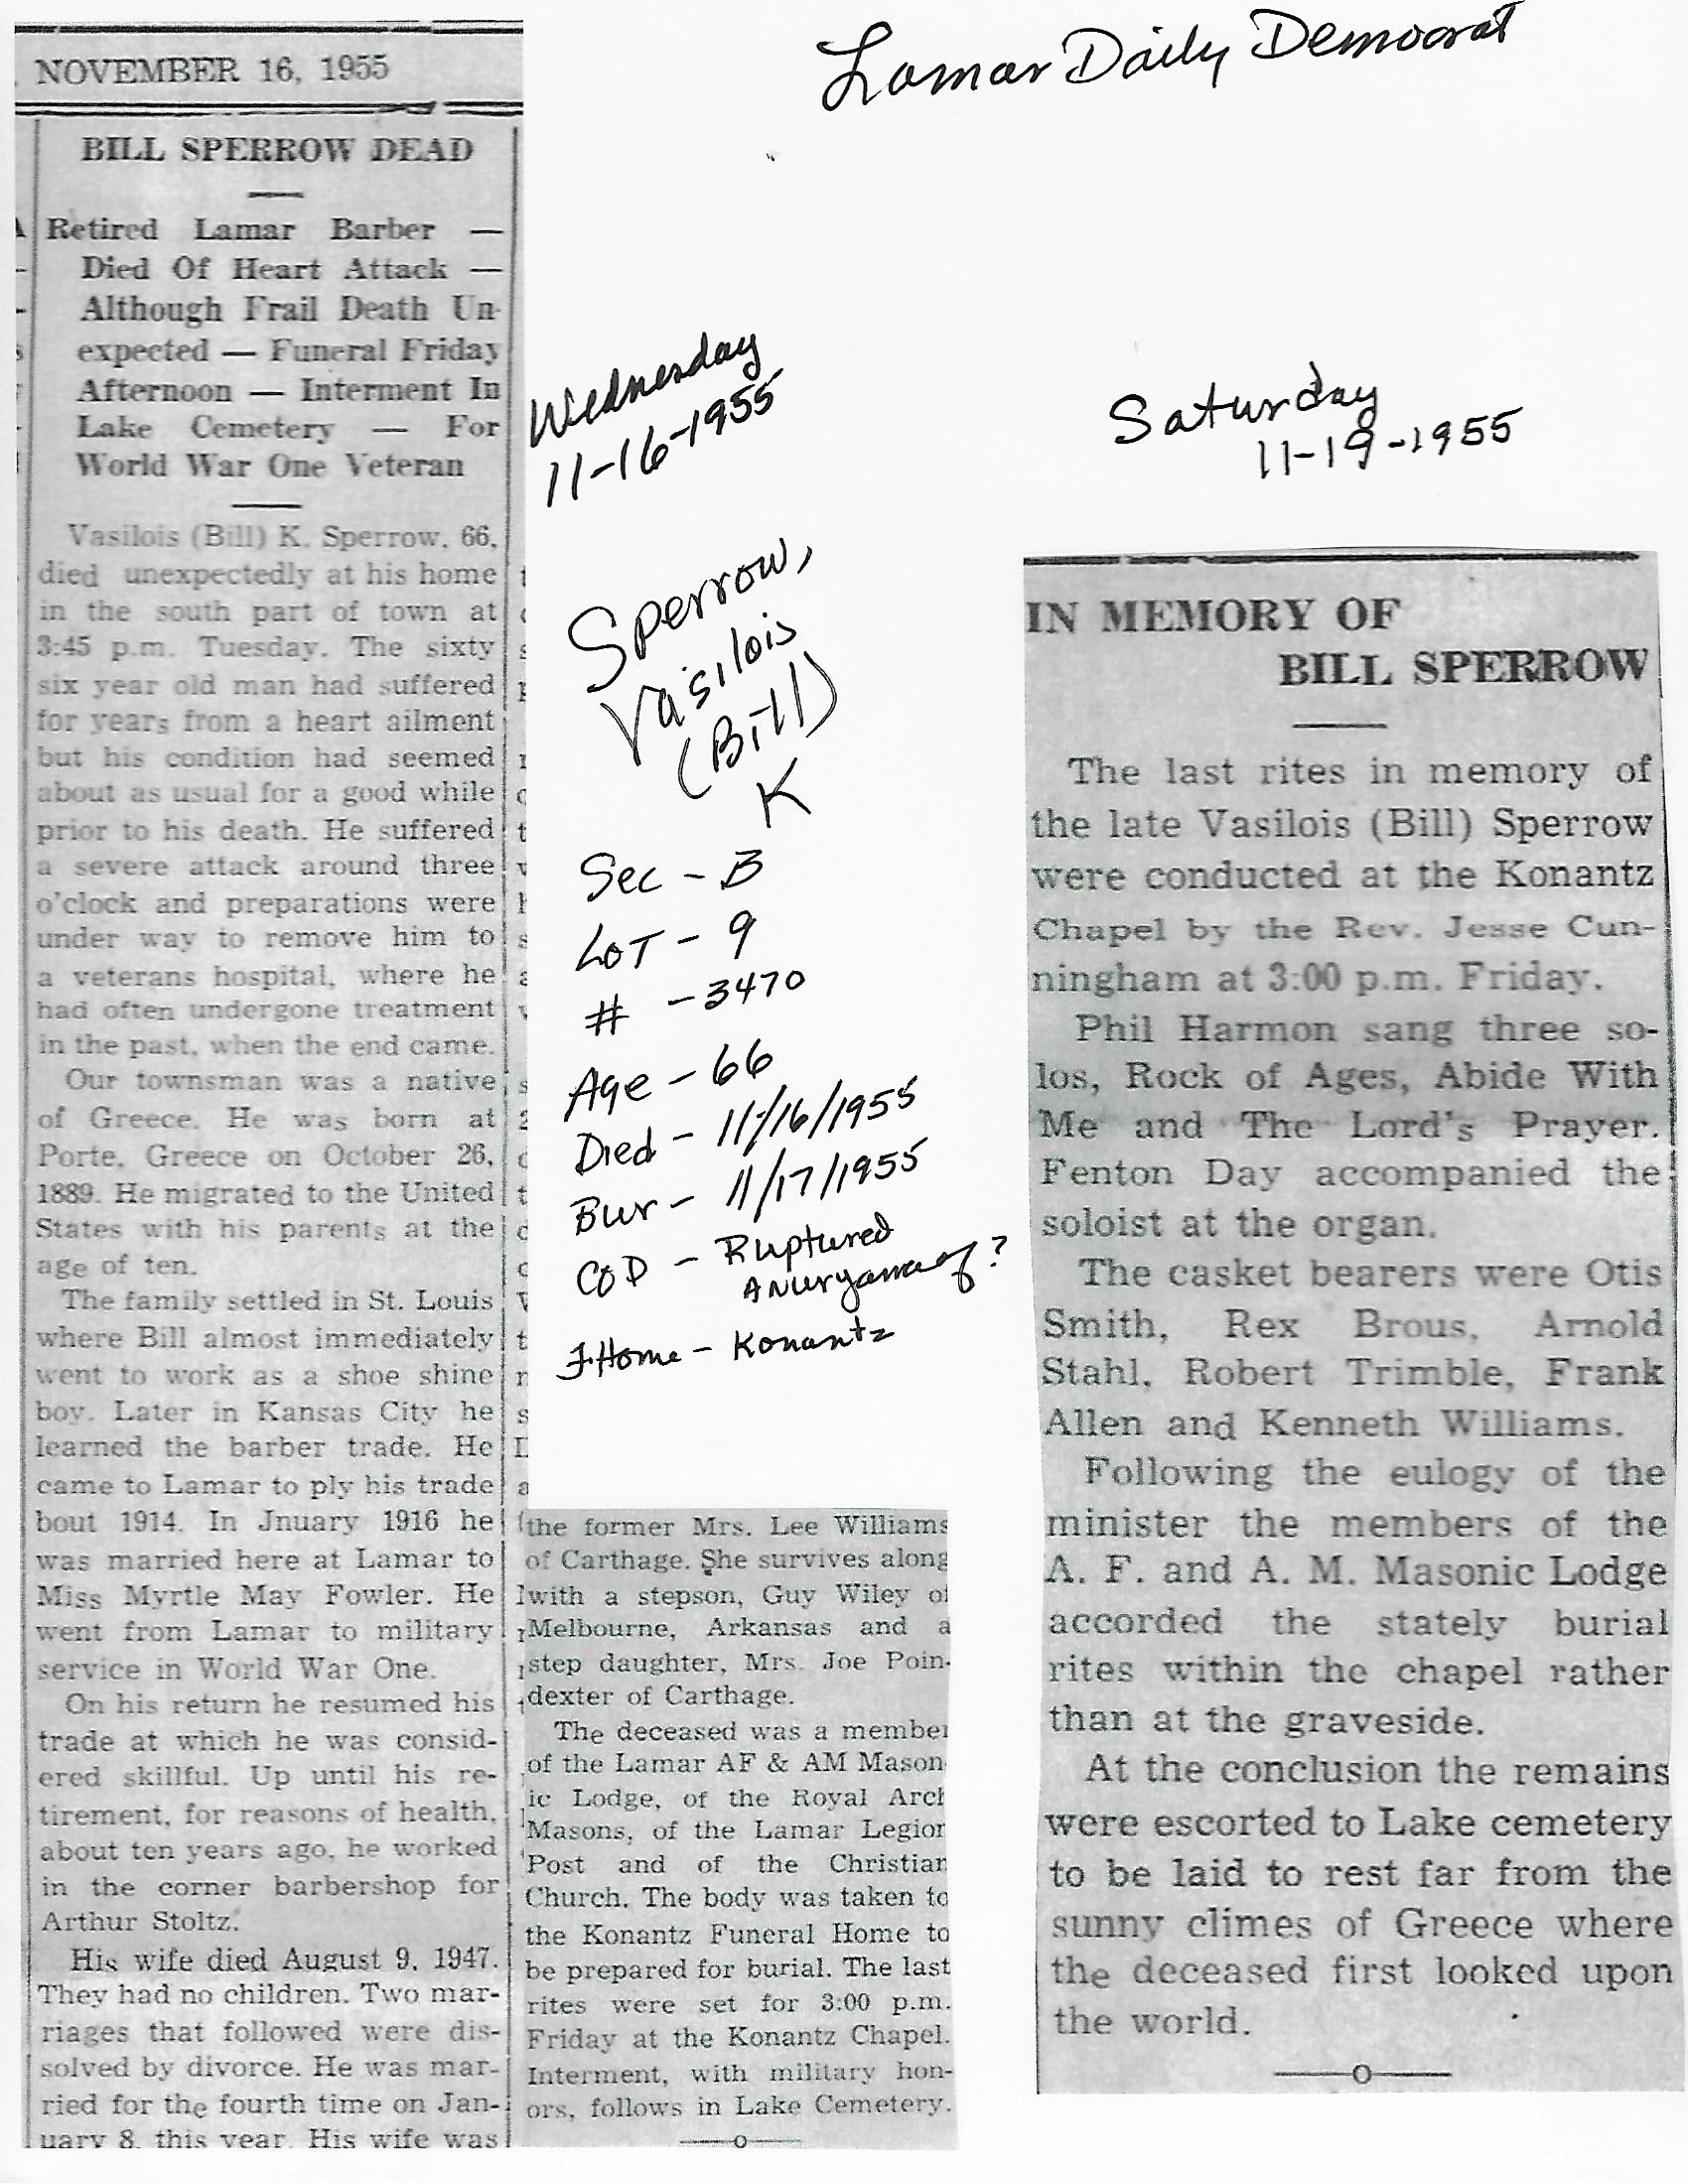 Lamar Daily Democrat
NOVEMBER 16, 1955
BILL SPERROW DEAD
Retired Lamar Barber —
Died Of Heart Attack —
Although Frail Death Un-
expected — Funeral Friday
Afternoon — Interment In
Lake Cemetery — For
World War One Veteran
Vasilois (Bill) K. Sperrow, 66,
died unexpectedly at his home
in the south part of town at
3:45 p.m. Tuesday. The sixty
six year old man had suffered
for years from a heart ailment
but his condition had seemed
about as usual for a good while
prior to his death. He suffered
a severe attack around three
o'clock and preparations were
under way to remove him to
a veterans hospital, where he
had often undergone treatment
in the past, when the end came.
Our townsman was a native
of Greece. He was born at
Porte, Greece on October 26,
1889. He migrated to the United
States with his parents at the
age of ten.
The family settled in St. Louis
where Bill almost immediately
went to work as a shoe shine
boy. Later in Kansas City he
learned the barber trade. He
came to Lamar to ply his trade
bout 1914. In Jnuary 1916 he
was married here at Lamar to
Miss Myrtle May Fowler. He
went from Lamar to military
service in World War One.
On his return he resumed his
trade at which he was consid-
ered skillful. Up until his re-
tirement, for reasons of health,
about ten years ago, he worked
in the corner barbershop for
Arthur Stoltz.
His wife died August 9, 1947.
They had no children. Two mar-
riages that followed were dis-
solved by divorce. He was mar-
ried for the fourth time on Jan-
uary 8, this year. His wife was
the former Mrs. Lee Williams
of Carthage. She survives along
with a stepson, Guy Wiley of
Melbourne, Arkansas and a
step daughter, Mrs. Joe Poin-
dexter of Carthage.
The deceased was a member
of the Lamar AF & AM Mason-
ic Lodge, of the Royal Arch
Masons, of the Lamar Legion
Post and of the Christian
Church. The body was taken to
the Konantz Funeral Home to
be prepared for burial. The last
rites were set for 3:00 p.m.
Friday at the Konantz Chapel.
Interment, with military hon-
ors, follows in Lake Cemetery.
Wednesday
11-16-1955
Sperrow,
Vasilois
(Bill)
K
Sec - B
LOT - 9
# - 3470
Age - 66
Died - 11/16/1955
Bur - 11/17/1955
COD - Ruptured
?
F.Home - Konantz
Saturday
11-19-1955
IN MEMORY OF
BILL SPERROW
The last rites in memory of
the late Vasilois (Bill) Sperrow
were conducted at the Konantz
Chapel by the Rev. Jesse Cun-
ningham at 3:00 p.m. Friday.
Phil Harmon sang three so-
los, Rock of Ages, Abide With
Me and The Lord's Prayer.
Fenton Day accompanied the
soloist at the organ.
The casket bearers were Otis
Smith, Rex Brous, Arnold
Stahl, Robert Trimble, Frank
Allen and Kenneth Williams.
Following the eulogy of the
minister the members of the
A. F. and A. M. Masonic Lodge
accorded the stately burial
rites within the chapel rather
than at the graveside.
At the conclusion the remains
were escorted to Lake cemetery
to be laid to rest far from the
sunny climes of Greece where
the deceased first looked upon
the world.